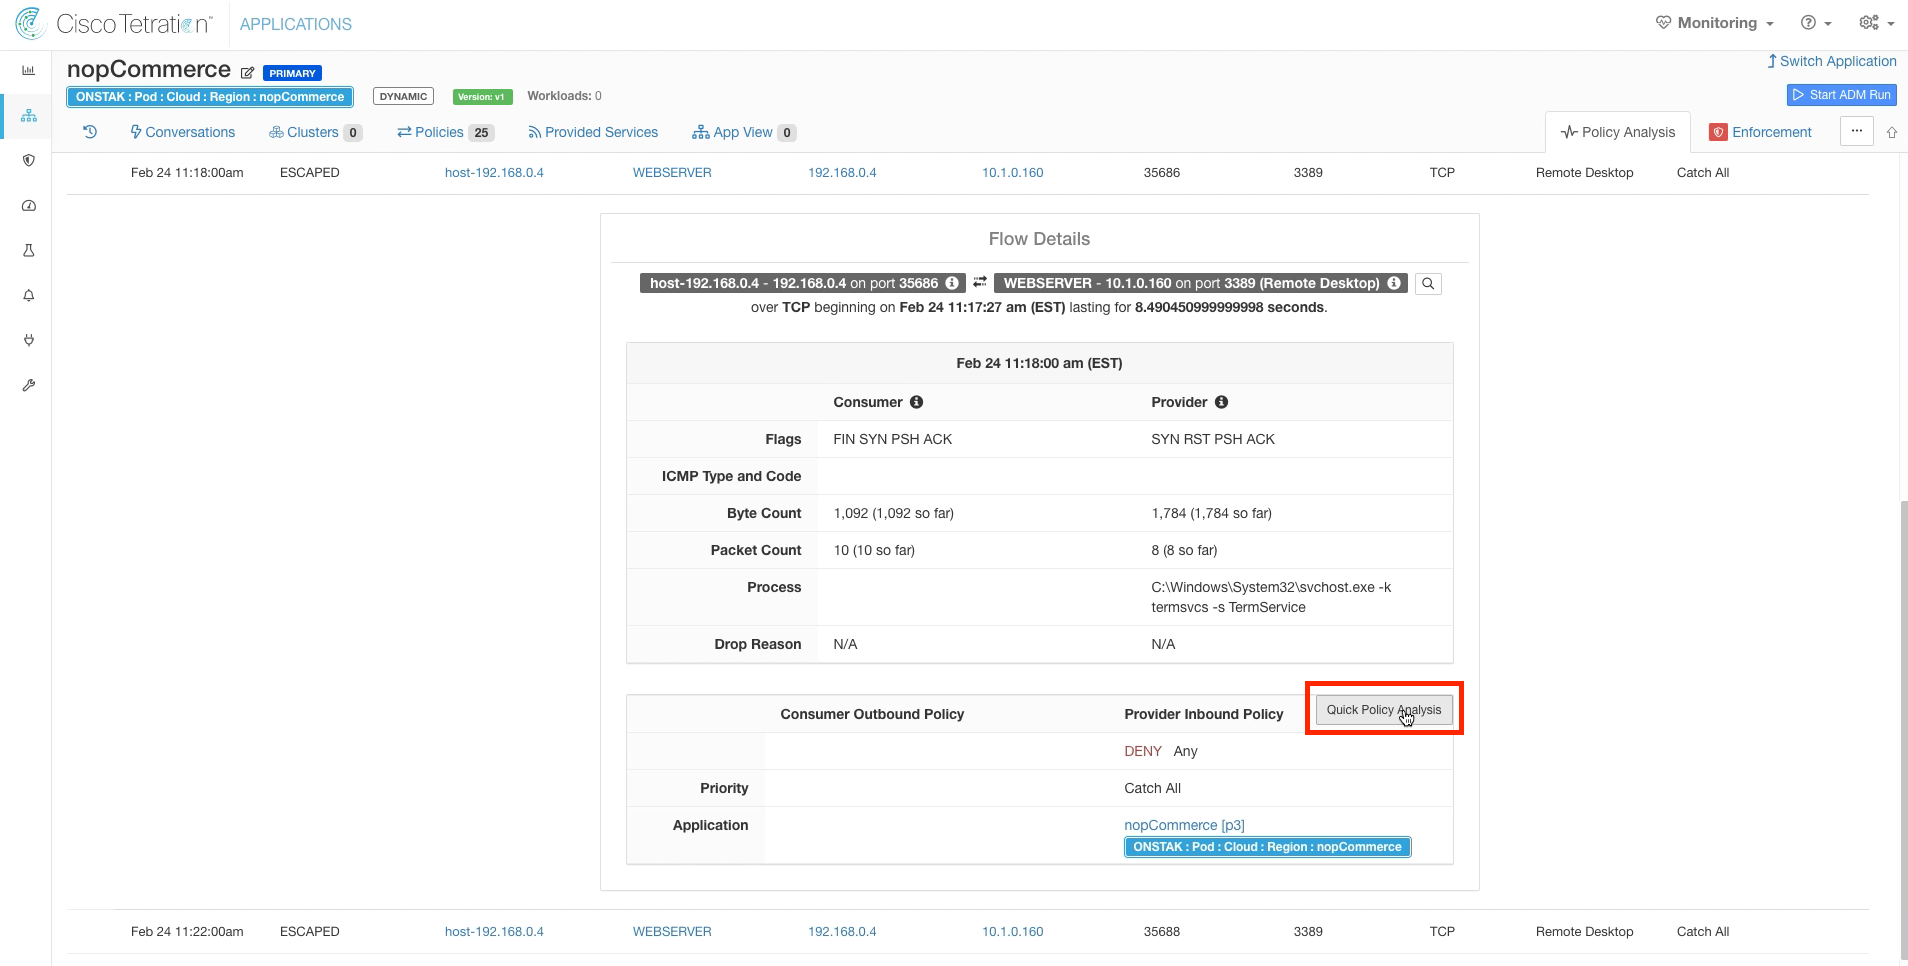 Cisco Tetration™ APPLICATIONS Monitoring
nopCommerce PRIMARY Switch Application
ONSTAK : Pod : Cloud : Region : nopCommerce DYNAMIC Version: v1 Workloads: 0 Start ADM Run
Conversations Clusters 0 Policies 25 Provided Services App View 0 Policy Analysis Enforcement ...
Feb 24 11:18:00am ESCAPED host-192.168.0.4 WEBSERVER 192.168.0.4 10.1.0.160 35686 3389 TCP Remote Desktop Catch All
Flow Details
host-192.168.0.4 - 192.168.0.4 on port 35686 WEBSERVER - 10.1.0.160 on port 3389 (Remote Desktop)
over TCP beginning on Feb 24 11:17:27 am (EST) lasting for 8.490450999999998 seconds.
Feb 24 11:18:00 am (EST)
Consumer Provider
Flags FIN SYN PSH ACK SYN RST PSH ACK
ICMP Type and Code
Byte Count 1,092 (1,092 so far) 1,784 (1,784 so far)
Packet Count 10 (10 so far) 8 (8 so far)
Process C:\Windows\System32\svchost.exe -k
termsvcs -s TermService
Drop Reason N/A N/A
Consumer Outbound Policy Provider Inbound Policy Quick Policy Analysis
DENY Any
Priority Catch All
Application nopCommerce [p3]
ONSTAK : Pod : Cloud : Region : nopCommerce
Feb 24 11:22:00am ESCAPED host-192.168.0.4 WEBSERVER 192.168.0.4 10.1.0.160 35688 3389 TCP Remote Desktop Catch All